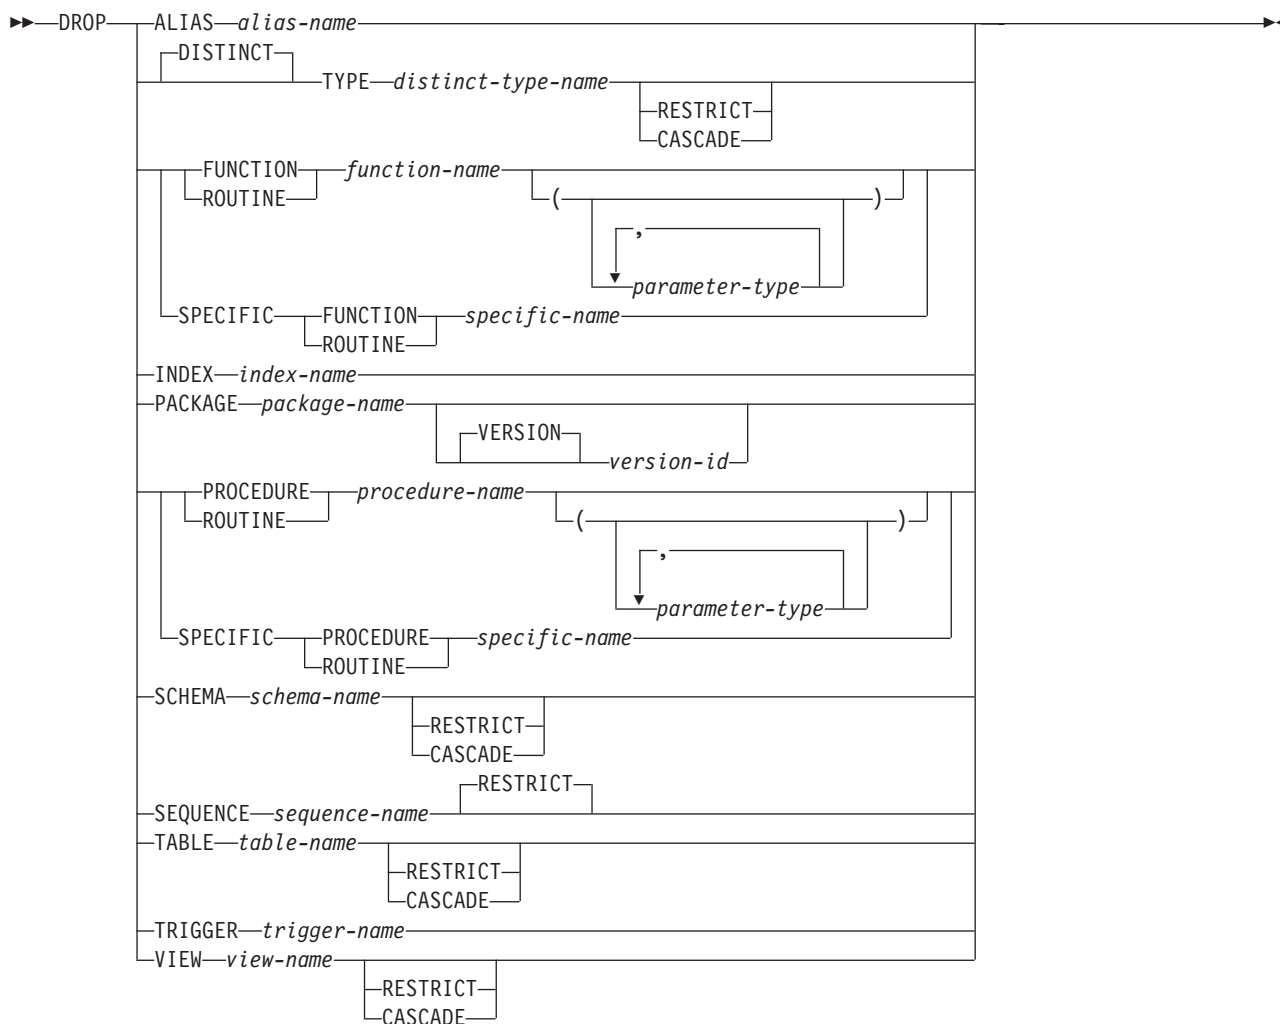 DROP ALIAS alias-name
DISTINCT
TYPE distinct-type-name
RESTRICT
CASCADE
FUNCTION function-name
ROUTINE ( )
,
parameter-type
SPECIFIC FUNCTION specific-name
ROUTINE
INDEX index-name
PACKAGE package-name
VERSION
version-id
PROCEDURE procedure-name
ROUTINE ( )
,
parameter-type
SPECIFIC PROCEDURE specific-name
ROUTINE
SCHEMA schema-name
RESTRICT
CASCADE
RESTRICT
SEQUENCE sequence-name
TABLE table-name
RESTRICT
CASCADE
TRIGGER trigger-name
VIEW view-name
RESTRICT
CASCADE